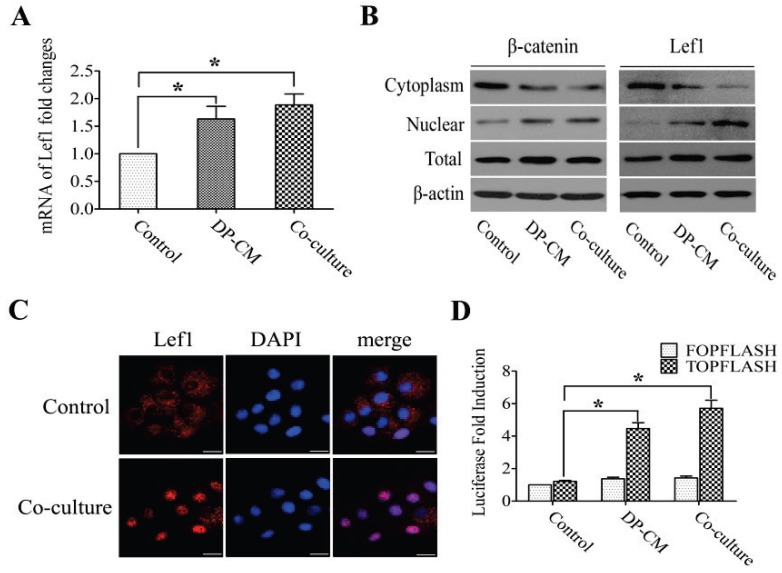 A
mRNA of Lef1 fold changes
2.5
2.0
1.5
1.0
0.5
0.0
*
*
Control
DP-CM
Co-culture
B
β-catenin
Lef1
Cytoplasm
Nuclear
Total
β-actin
Control
DP-CM
Co-culture
Control
DP-CM
Co-culture
C
Lef1
DAPI
merge
Control
Co-culture
D
Luciferase Fold Induction
8
6
4
2
0
FOPFLASH
TOPFLASH
*
*
Control
DP-CM
Co-culture